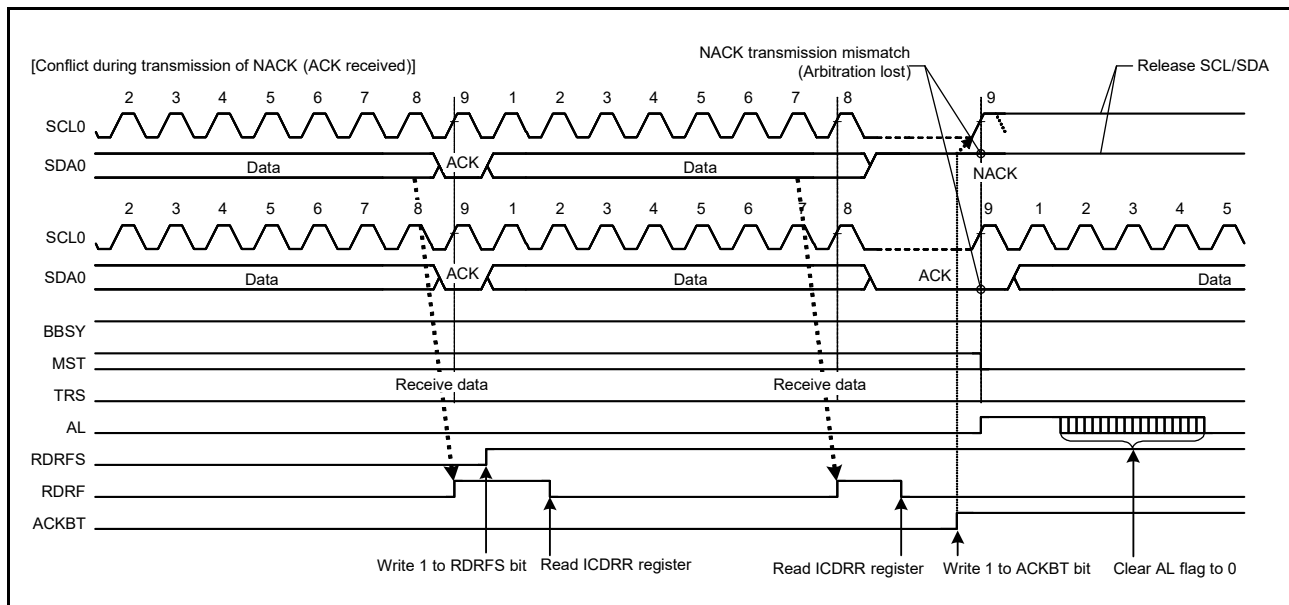 [Conflict during transmission of NACK (ACK received)]
NACK transmission mismatch
(Arbitration lost)
Release SCL/SDA
2 3 4 5 6 7 8 9 1 2 3 4 5 6 7 8 9
SCL0
SDA0 Data ACK Data NACK
2 3 4 5 6 7 8 9 1 2 3 4 5 6 7 8 9 1 2 3 4 5
SCL0
SDA0 Data ACK Data ACK Data
BBSY
MST
Receive data Receive data
TRS
AL
RDRFS
RDRF
ACKBT
Write 1 to RDRFS bit Read ICDRR register Read ICDRR register Write 1 to ACKBT bit Clear AL flag to 0